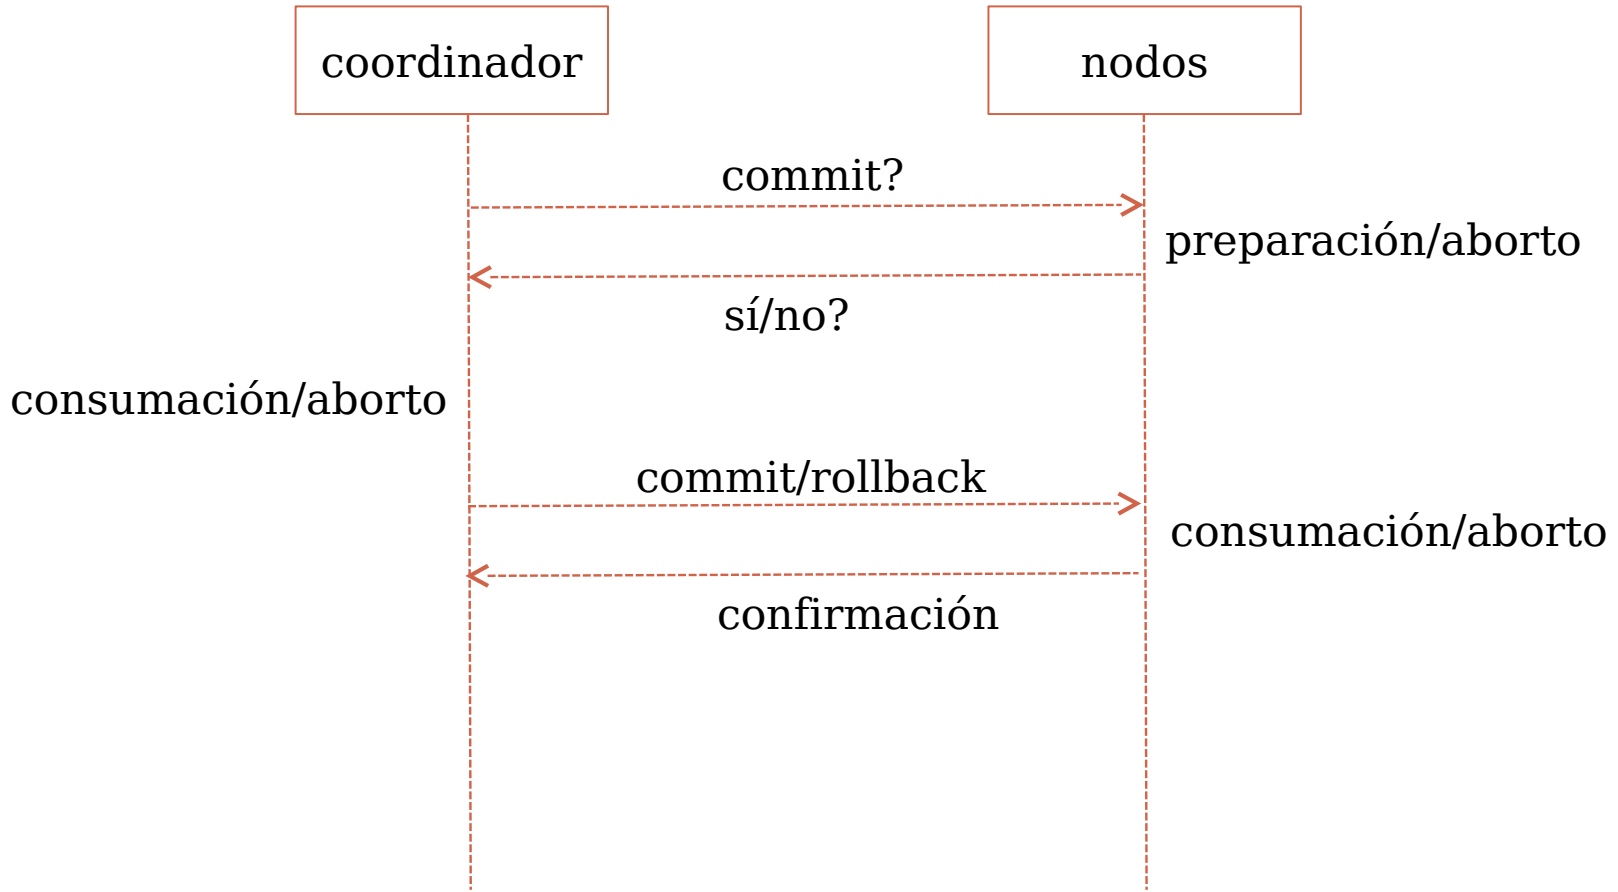 coordinador
nodos
commit?
preparación/aborto
sí/no?
consumación/aborto
commit/rollback
consumación/aborto
confirmación